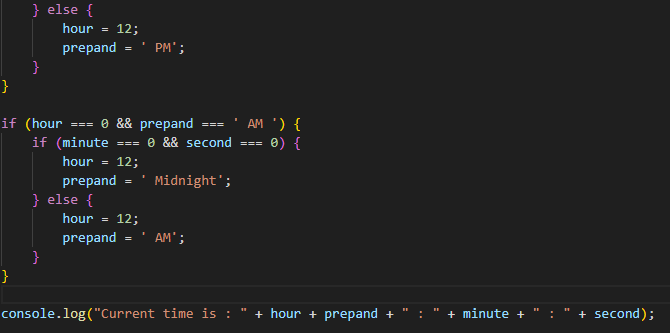 } else {
        hour = 12;
        prepand = ' PM';
    }
}

if (hour === 0 && prepand === ' AM ') {
    if (minute === 0 && second === 0) {
        hour = 12;
        prepand = ' Midnight';
    } else {
        hour = 12;
        prepand = ' AM';
    }
}

console.log("Current time is : " + hour + prepand + " : " + minute + " : " + second);